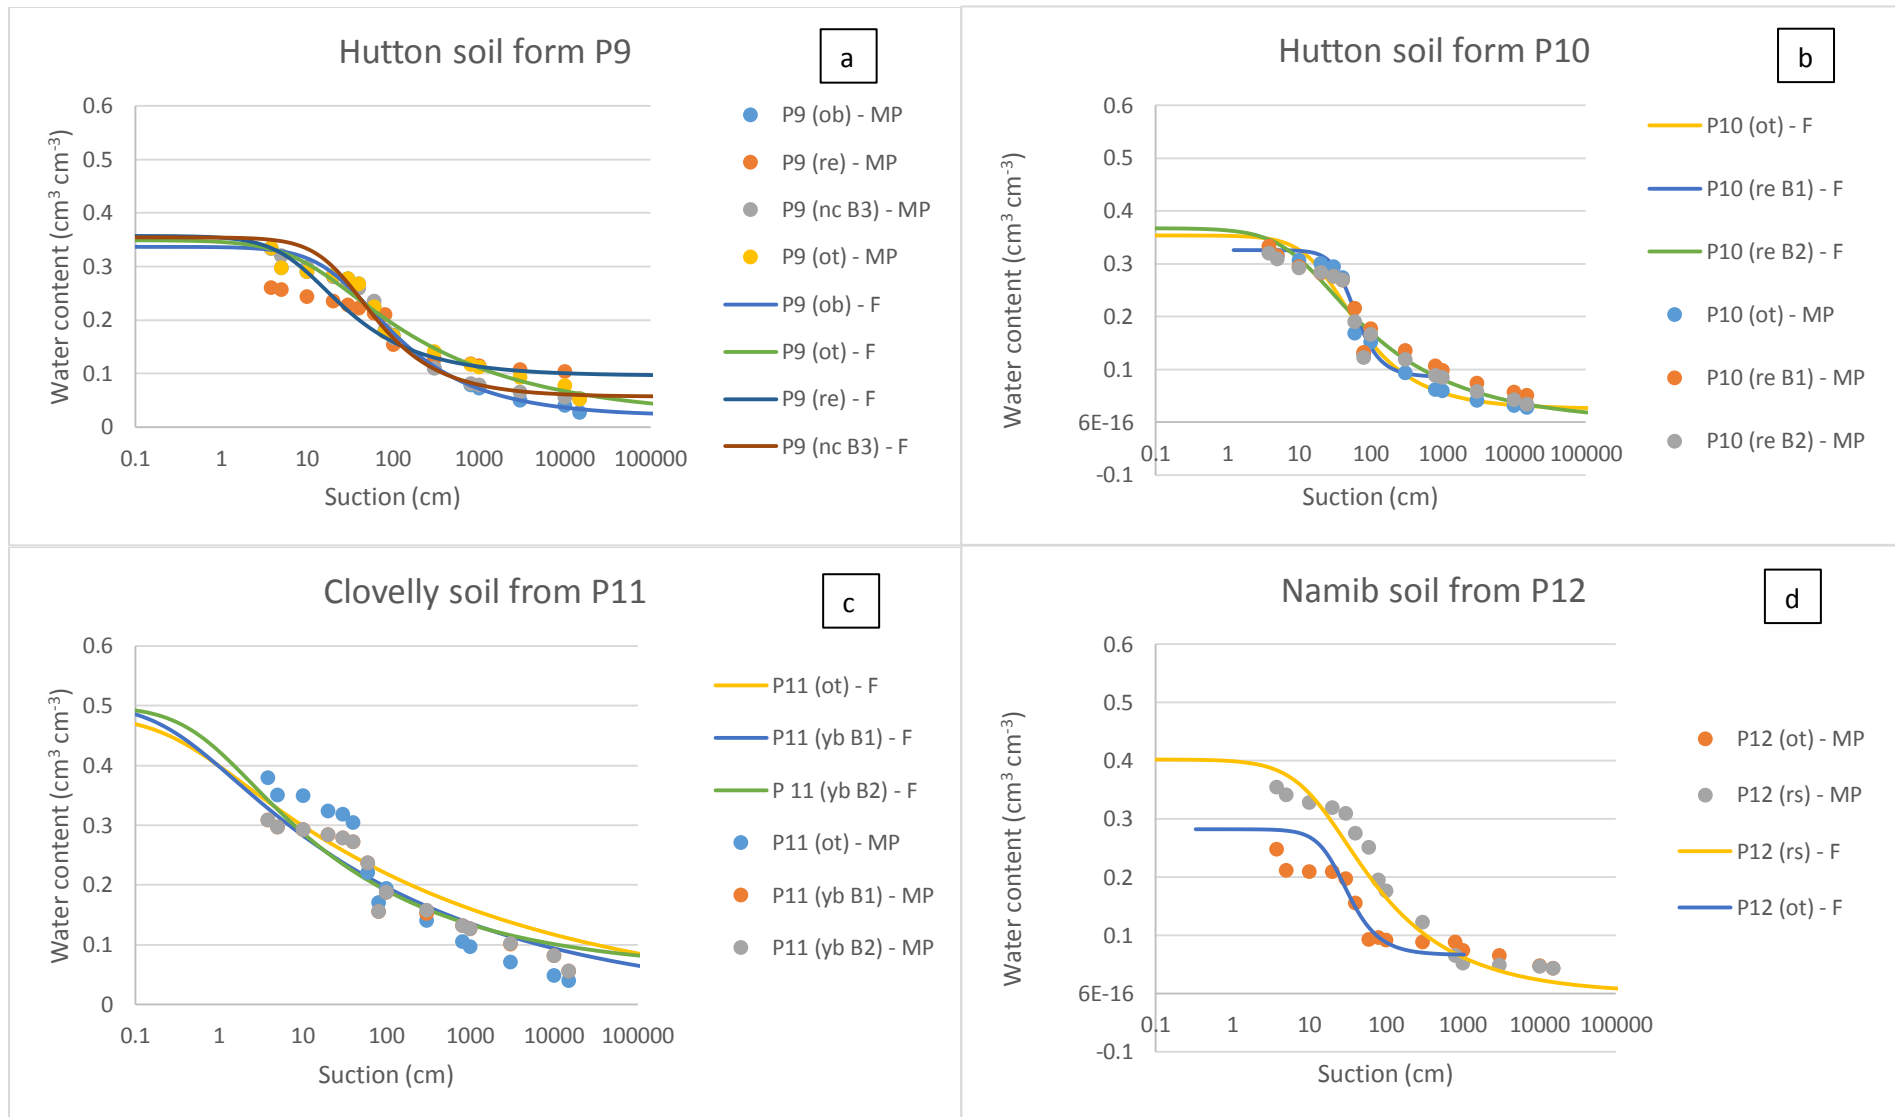 Hutton soil form P9
a
Water content (cm³ cm⁻³)
0.6
0.5
0.4
0.3
0.2
0.1
0
0.1 1 10 100 1000 10000 100000
Suction (cm)
P9 (ob) - MP
P9 (re) - MP
P9 (nc B3) - MP
P9 (ot) - MP
P9 (ob) - F
P9 (ot) - F
P9 (re) - F
P9 (nc B3) - F
Hutton soil form P10
b
Water content (cm³ cm⁻³)
0.6
0.5
0.4
0.3
0.2
0.1
6E-16
-0.1
0.1 1 10 100 1000 10000 100000
Suction (cm)
P10 (ot) - F
P10 (re B1) - F
P10 (re B2) - F
P10 (ot) - MP
P10 (re B1) - MP
P10 (re B2) - MP
Clovelly soil from P11
c
Water content (cm³ cm⁻³)
0.6
0.5
0.4
0.3
0.2
0.1
0
0.1 1 10 100 1000 10000 100000
Suction (cm)
P11 (ot) - F
P11 (yb B1) - F
P 11 (yb B2) - F
P11 (ot) - MP
P11 (yb B1) - MP
P11 (yb B2) - MP
Namib soil from P12
d
Water content (cm³ cm⁻³)
0.6
0.5
0.4
0.3
0.2
0.1
6E-16
-0.1
0.1 1 10 100 1000 10000 100000
Suction (cm)
P12 (ot) - MP
P12 (rs) - MP
P12 (rs) - F
P12 (ot) - F